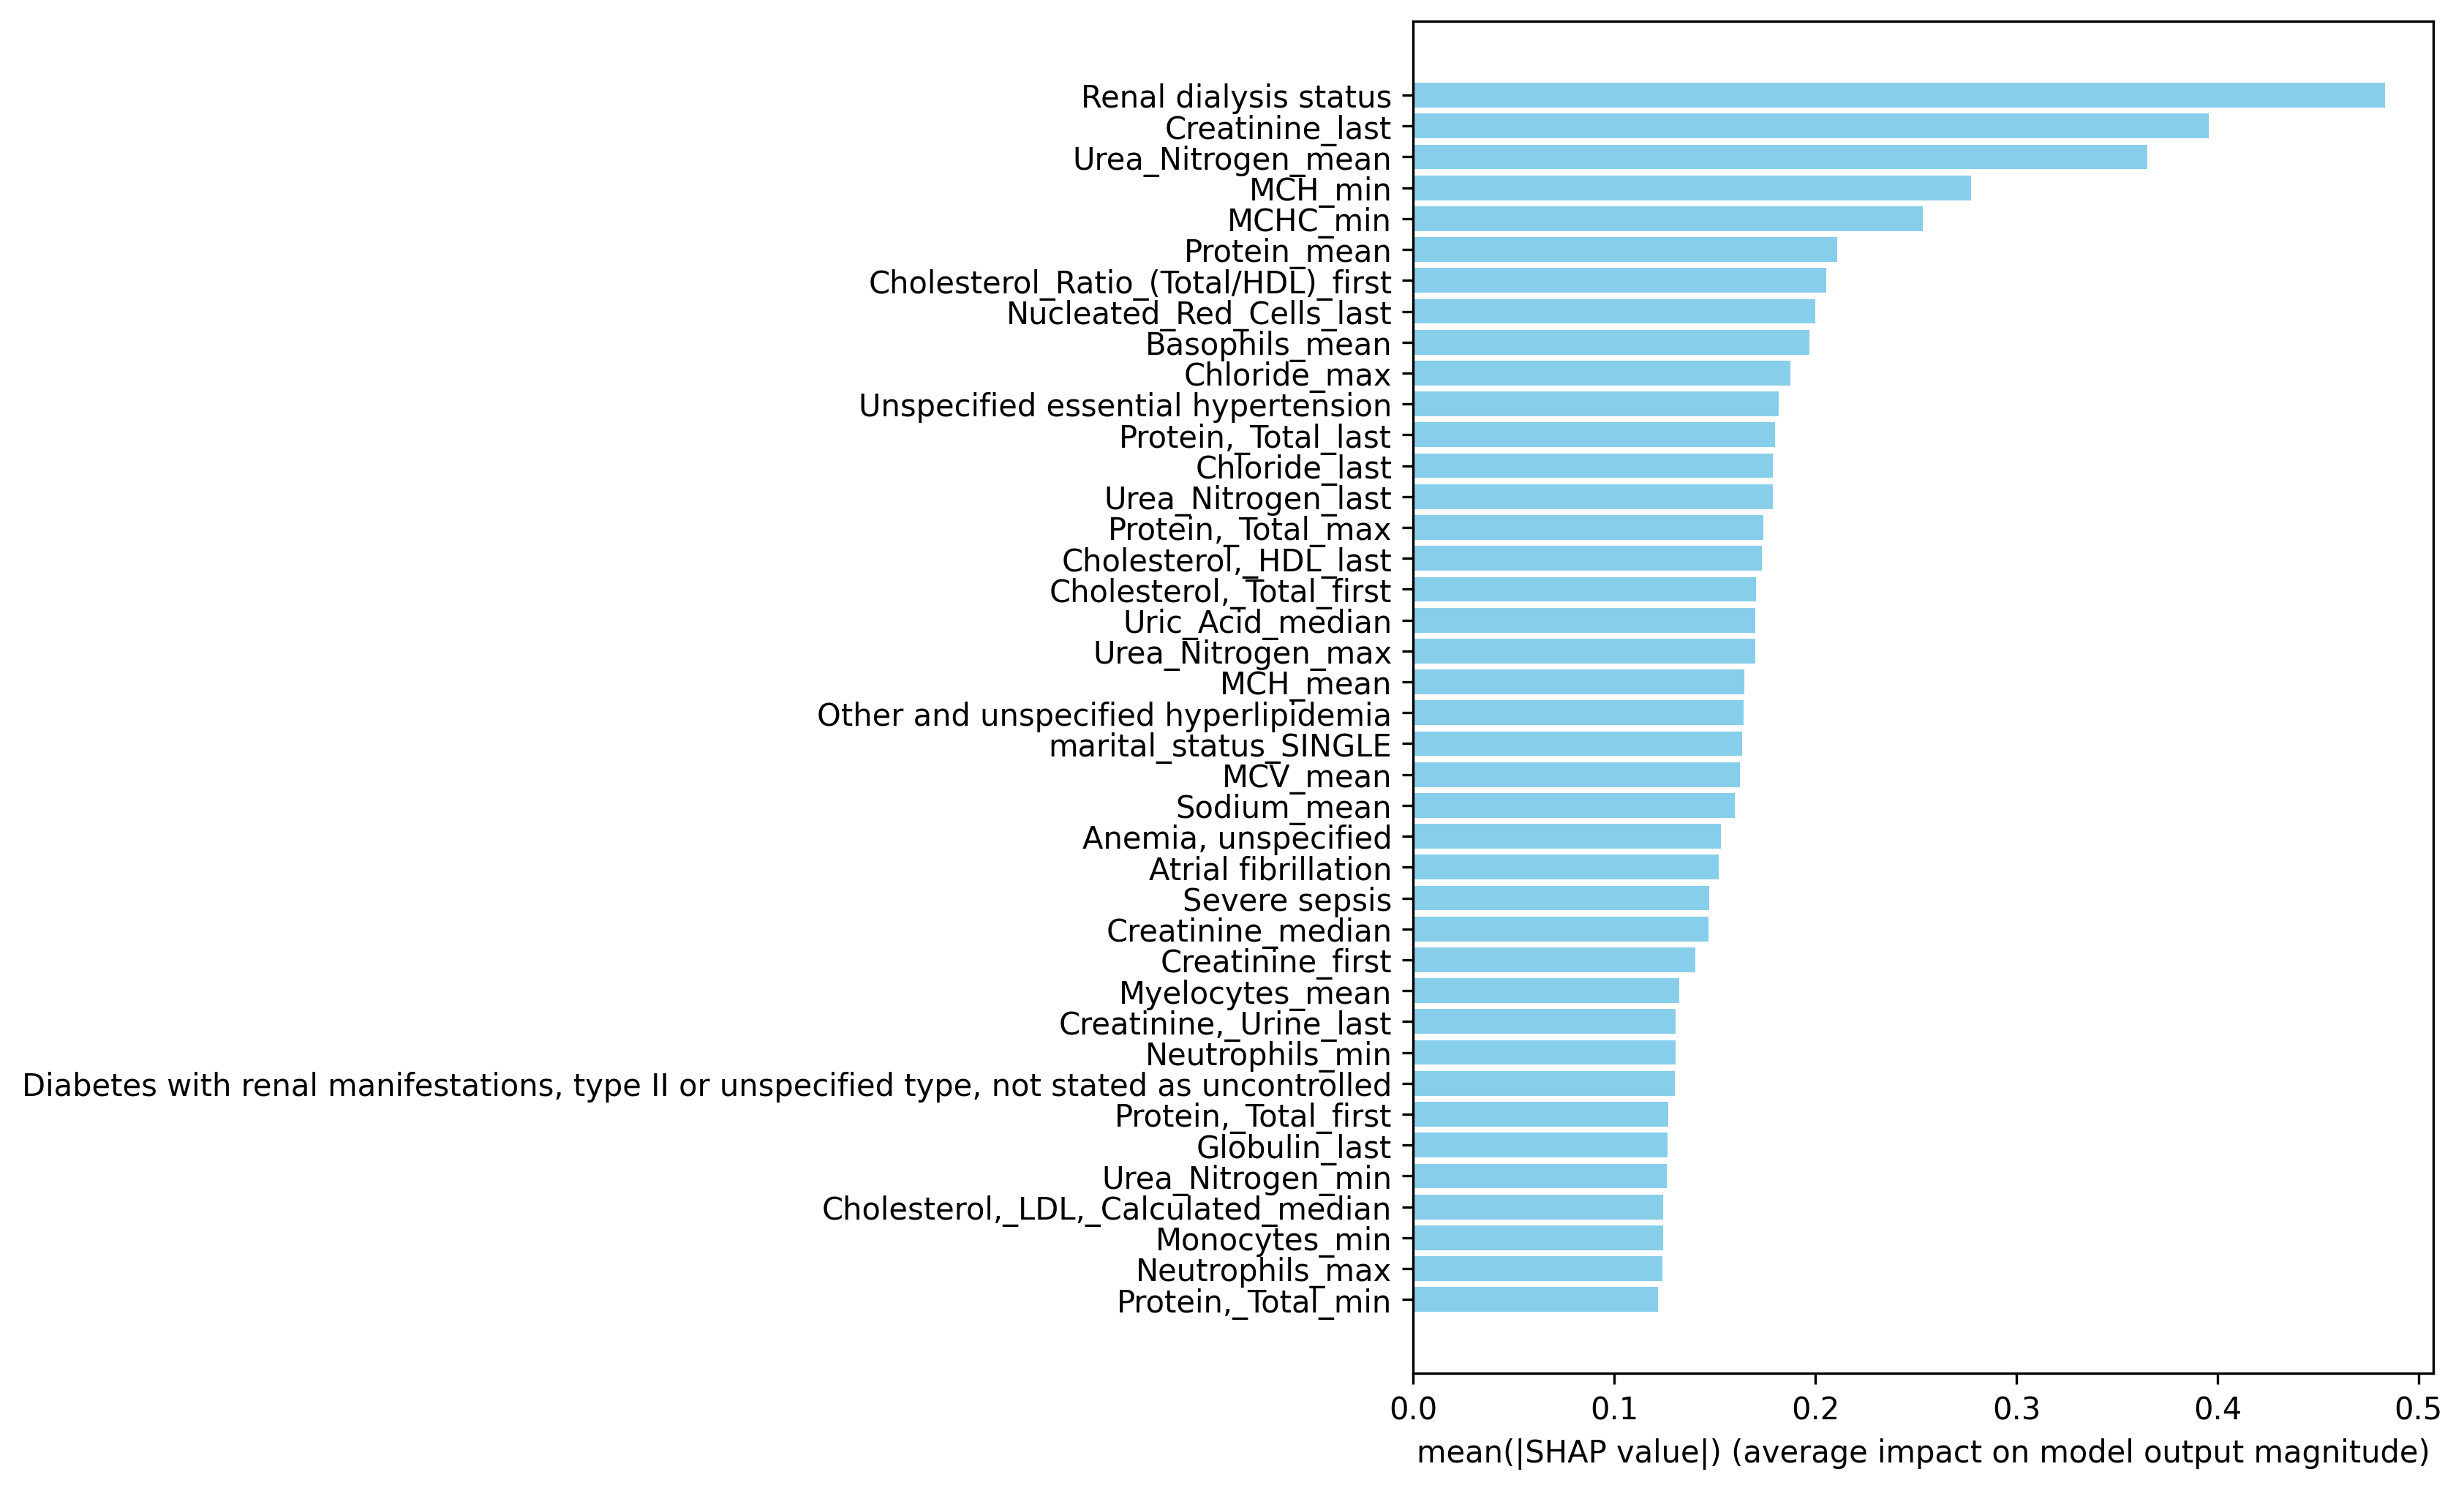 Renal dialysis status
Creatinine_last
Urea_Nitrogen_mean
MCH_min
MCHC_min
Protein_mean
Cholesterol_Ratio_(Total/HDL)_first
Nucleated_Red_Cells_last
Basophils_mean
Chloride_max
Unspecified essential hypertension
Protein,_Total_last
Chloride_last
Urea_Nitrogen_last
Protein,_Total_max
Cholesterol,_HDL_last
Cholesterol,_Total_first
Uric_Acid_median
Urea_Nitrogen_max
MCH_mean
Other and unspecified hyperlipidemia
marital_status_SINGLE
MCV_mean
Sodium_mean
Anemia, unspecified
Atrial fibrillation
Severe sepsis
Creatinine_median
Creatinine_first
Myelocytes_mean
Creatinine,_Urine_last
Neutrophils_min
Diabetes with renal manifestations, type II or unspecified type, not stated as uncontrolled
Protein,_Total_first
Globulin_last
Urea_Nitrogen_min
Cholesterol,_LDL,_Calculated_median
Monocytes_min
Neutrophils_max
Protein,_Total_min
0.0 0.1 0.2 0.3 0.4 0.5
mean(|SHAP value|) (average impact on model output magnitude)